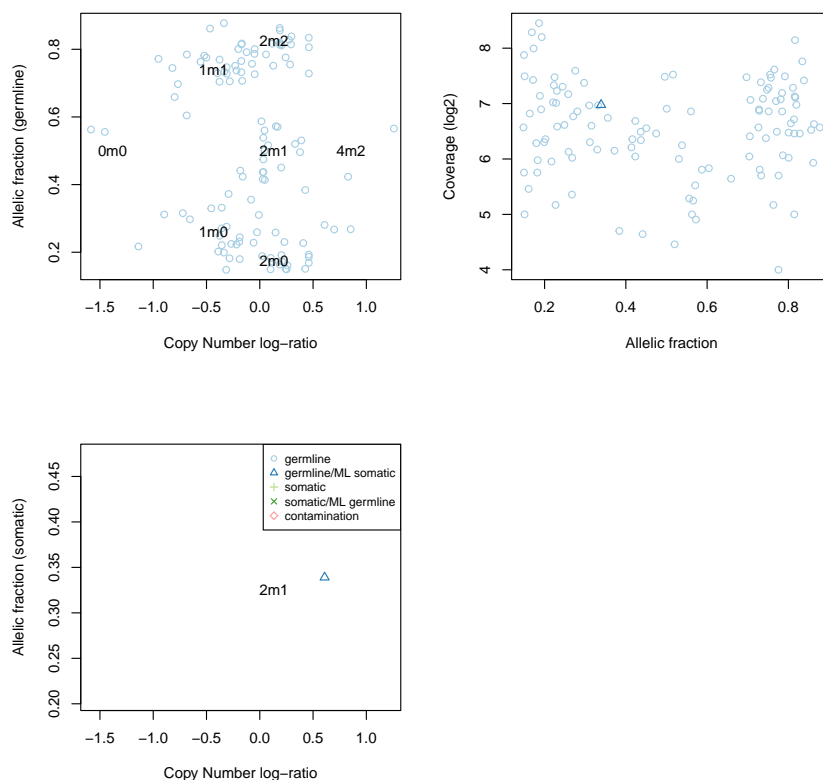 0.8
0.6
0.4
0.2
Allelic fraction (germline)
2m2
1m1
0m0
2m1
4m2
1m0
2m0
−1.5
−1.0
−0.5
0.0
0.5
1.0
Copy Number log−ratio
8
7
6
5
4
Coverage (log2)
0.2
0.4
0.6
0.8
Allelic fraction
0.45
0.40
0.35
0.30
0.25
0.20
Allelic fraction (somatic)
germline
germline/ML somatic
somatic
somatic/ML germline
contamination
2m1
−1.5
−1.0
−0.5
0.0
0.5
1.0
Copy Number log−ratio